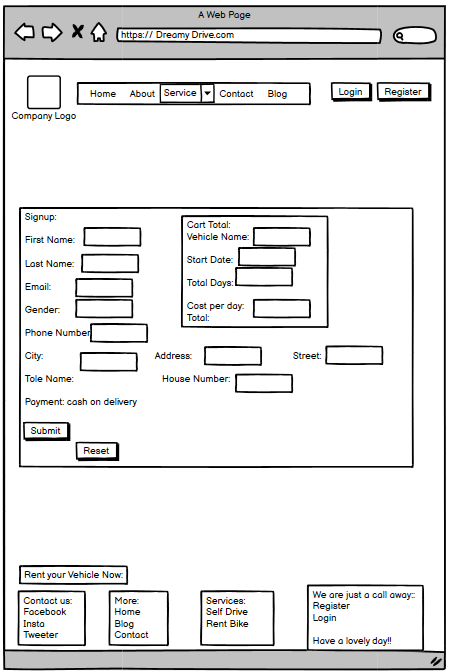 A Web Page
https:// Dreamy Drive.com
Home About Service Contact Blog
Login Register
Company Logo
Signup:
First Name:
Last Name:
Email:
Gender:
Phone Number
Cart Total:
Vehicle Name:
Start Date:
Total Days:
Cost per day:
Total:
City: Address: Street:
Tole Name: House Number:
Payment: cash on delivery
Submit
Reset
Rent your Vehicle Now:
Contact us:
Facebook
Insta
Tweeter
More:
Home
Blog
Contact
Services:
Self Drive
Rent Bike
We are just a call away::
Register
Login
Have a lovely day!!